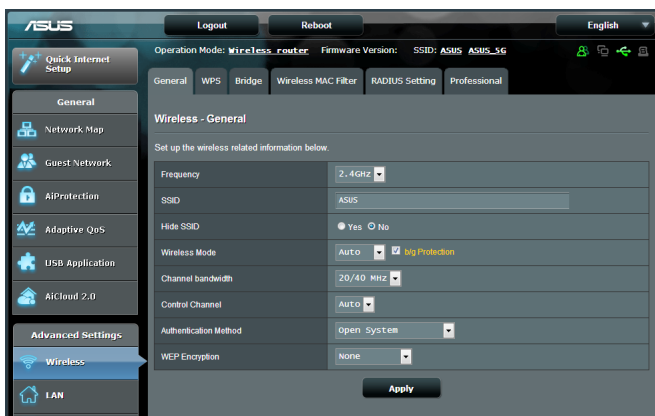 ASUS
Logout
Reboot
English
Quick Internet Setup
Operation Mode: Wireless router Firmware Version: SSID: ASUS ASUS_5G
General
WPS
Bridge
Wireless MAC Filter
RADIUS Setting
Professional
General
Network Map
Guest Network
AiProtection
Adaptive QoS
USB Application
AiCloud 2.0
Advanced Settings
Wireless
LAN
Wireless - General
Set up the wireless related information below.
Frequency 2.4GHz
SSID ASUS
Hide SSID Yes No
Wireless Mode Auto b/g Protection
Channel bandwidth 20/40 MHz
Control Channel Auto
Authentication Method Open System
WEP Encryption None
Apply